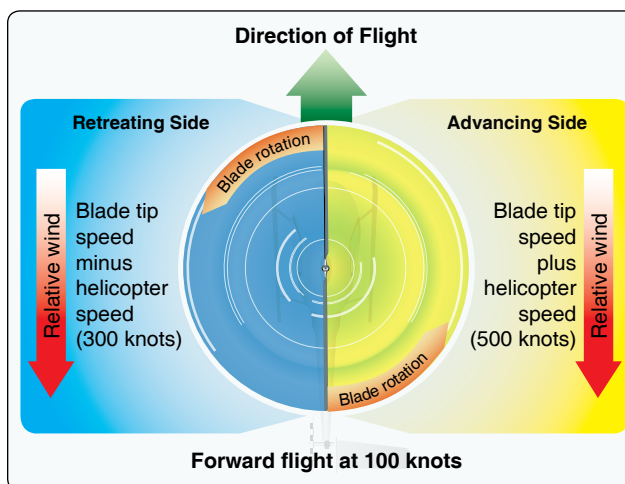 Direction of Flight
Retreating Side
Advancing Side
Blade rotation
Relative wind
Blade tip
speed
minus
helicopter
speed
(300 knots)
Blade tip
speed
plus
helicopter
speed
(500 knots)
Relative wind
Blade rotation
Forward flight at 100 knots